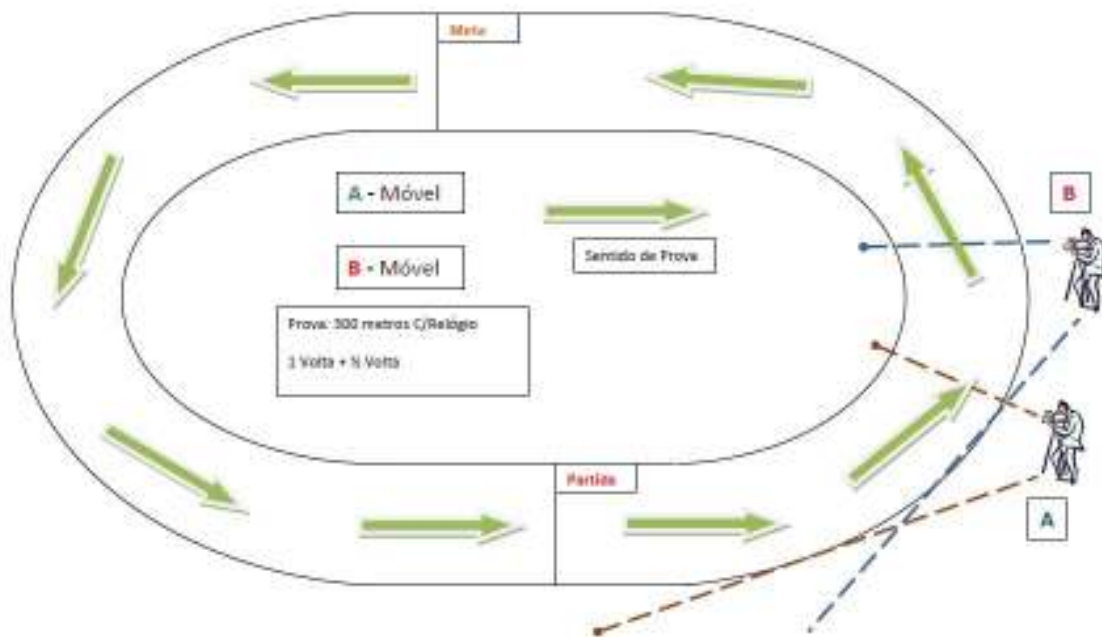 Meta
A - Móvel
B
Sentido de Prova
B - Móvel
Prova: 300 metros C/Relógio
1 Volta + ½ Volta
Partida
A